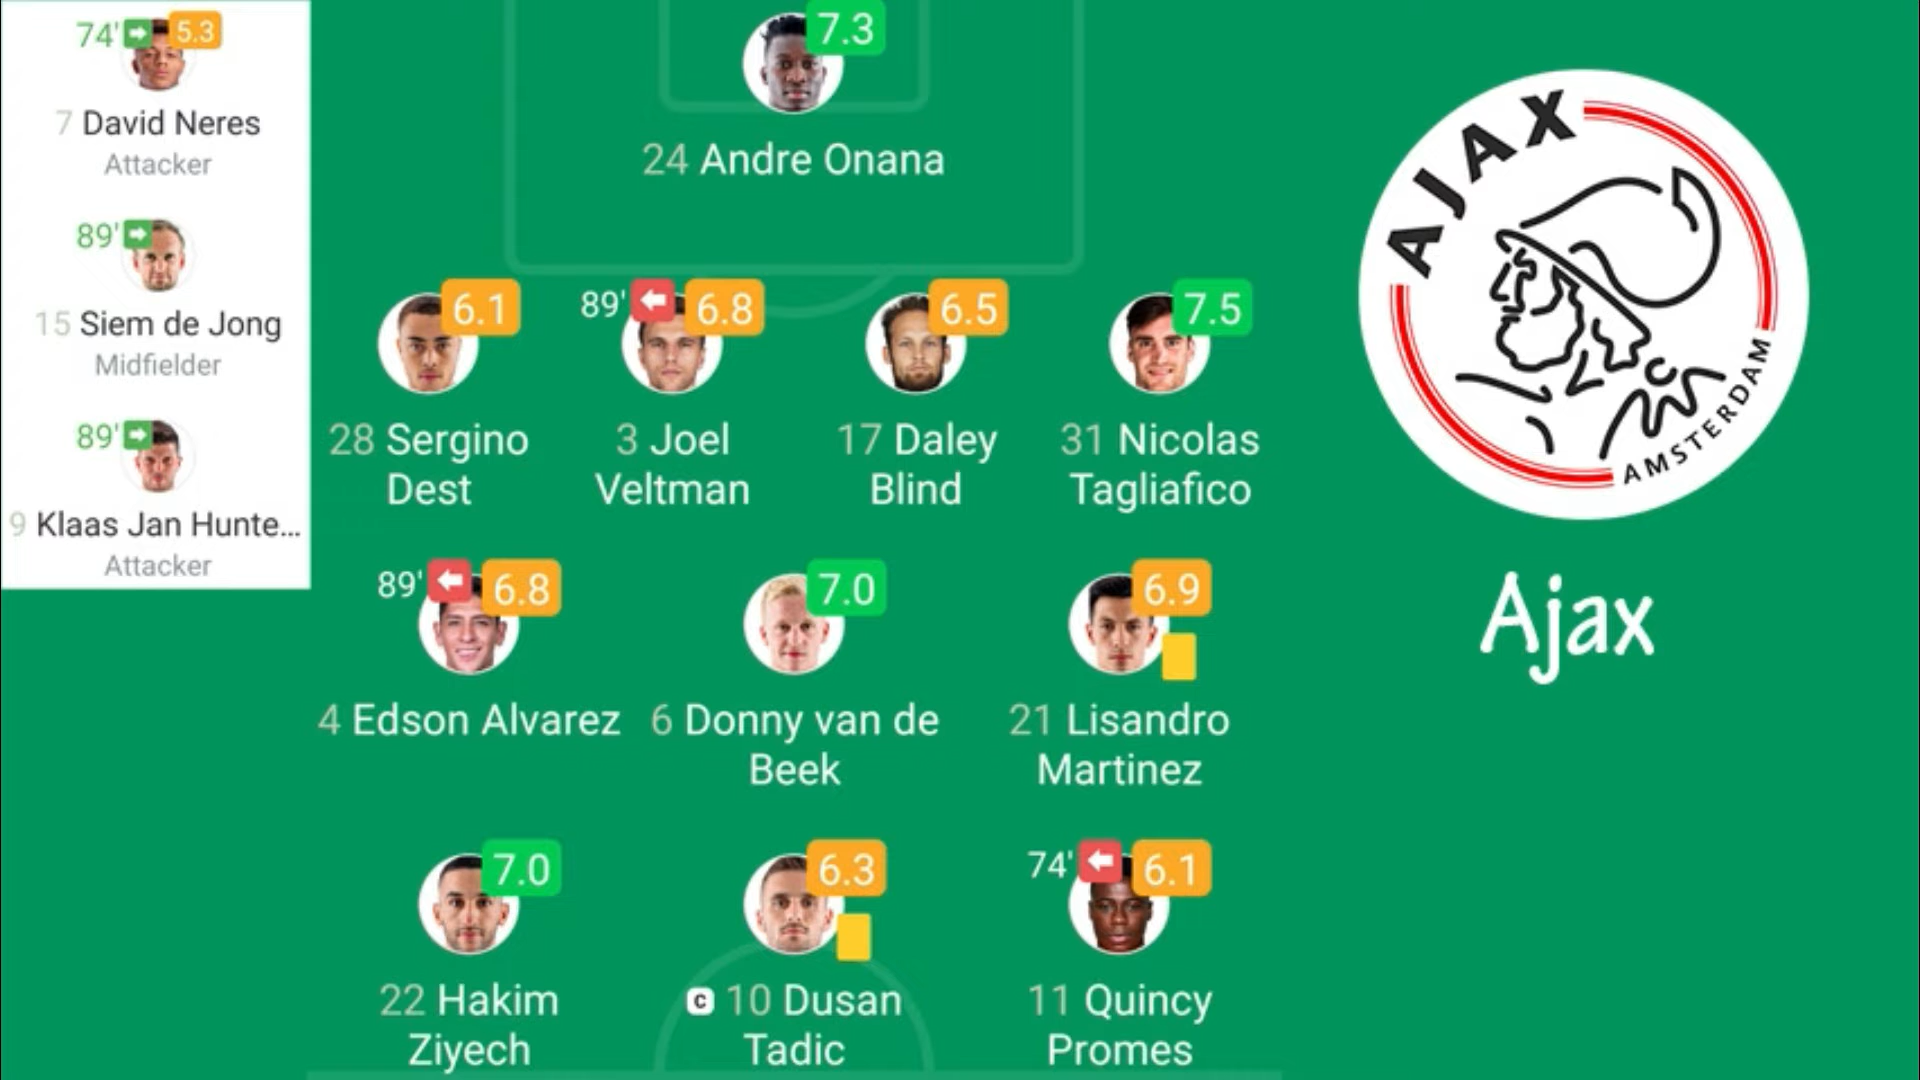 74' 5.3
7 David Neres
Attacker
89'
15 Siem de Jong
Midfielder
89'
9 Klaas Jan Hunte...
Attacker
7.3
24 Andre Onana
6.1
28 Sergino
Dest
89' 6.8
3 Joel
Veltman
6.5
17 Daley
Blind
7.5
31 Nicolas
Tagliafico
89' 6.8
4 Edson Alvarez
7.0
6 Donny van de
Beek
6.9
21 Lisandro
Martinez
7.0
22 Hakim
Ziyech
6.3
C 10 Dusan
Tadic
74' 6.1
11 Quincy
Promes
AJAX
AMSTERDAM
Ajax